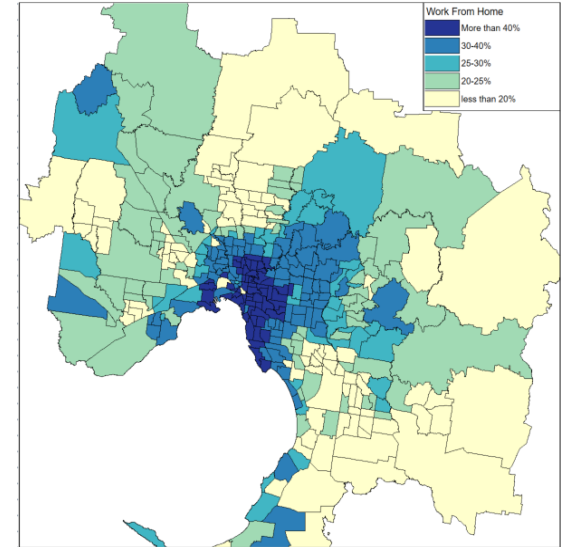 Work From Home
More than 40%
30-40%
25-30%
20-25%
less than 20%